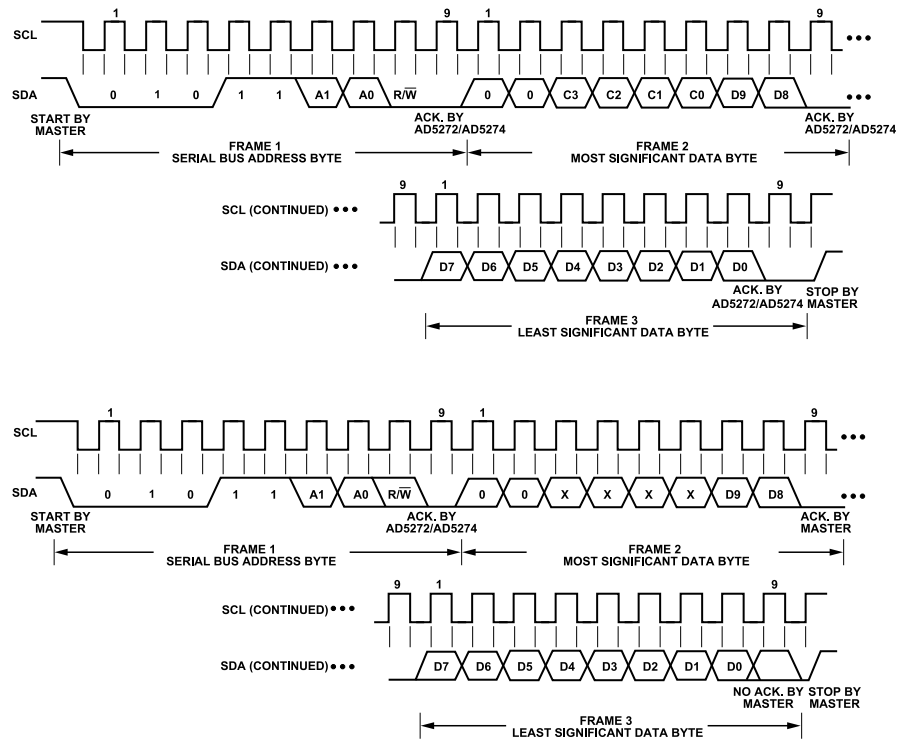 1 9 1 9
SCL •••
SDA 0 1 0 1 1 A1 A0 R/W̅ 0 0 C3 C2 C1 C0 D9 D8 •••
START BY
MASTER
ACK. BY
AD5272/AD5274
ACK. BY
AD5272/AD5274
FRAME 1
SERIAL BUS ADDRESS BYTE
FRAME 2
MOST SIGNIFICANT DATA BYTE
9 1 9
SCL (CONTINUED) •••
SDA (CONTINUED) ••• D7 D6 D5 D4 D3 D2 D1 D0
ACK. BY
AD5272/AD5274
STOP BY
MASTER
FRAME 3
LEAST SIGNIFICANT DATA BYTE
1 9 1 9
SCL •••
SDA 0 1 0 1 1 A1 A0 R/W̅ 0 0 X X X X D9 D8 •••
START BY
MASTER
ACK. BY
AD5272/AD5274
ACK. BY
MASTER
FRAME 1
SERIAL BUS ADDRESS BYTE
FRAME 2
MOST SIGNIFICANT DATA BYTE
9 1 9
SCL (CONTINUED) •••
SDA (CONTINUED) ••• D7 D6 D5 D4 D3 D2 D1 D0
NO ACK. BY
MASTER
STOP BY
MASTER
FRAME 3
LEAST SIGNIFICANT DATA BYTE